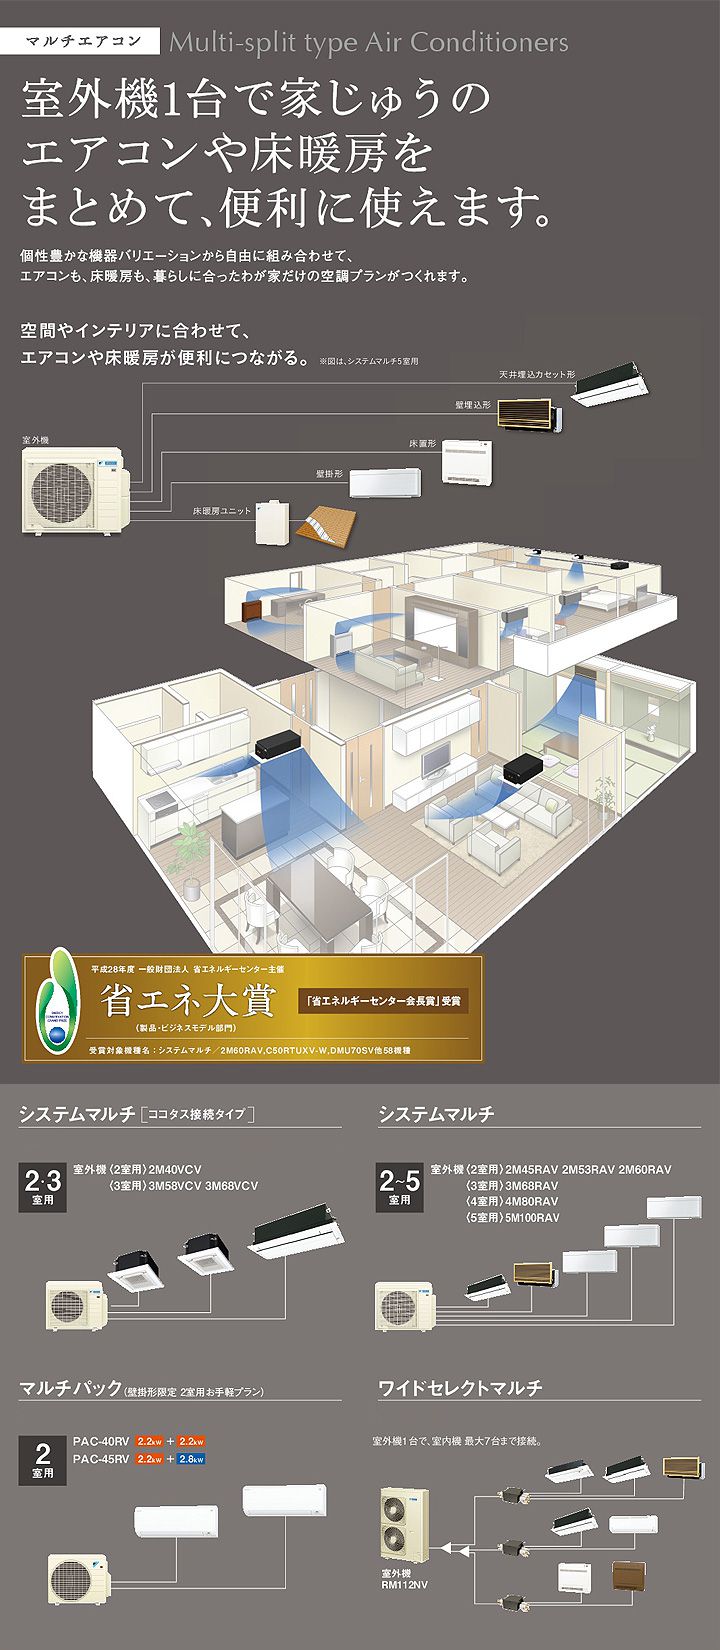 マルチエアコン
Multi-split type Air Conditioners
室外機1台で家じゅうの
エアコンや床暖房を
まとめて、便利に使えます。
個性豊かな機器バリエーションから自由に組み合わせて、
エアコンも、床暖房も、暮らしに合ったわが家だけの空調プランがつくれます。
空間やインテリアに合わせて、
エアコンや床暖房が便利につながる。 ※図は、システムマルチ5室用
天井埋込カセット形
壁埋込形
床置形
室外機
壁掛形
床暖房ユニット
平成28年度 一般財団法人 省エネルギーセンター主催
省エネ大賞
(製品・ビジネスモデル部門)
「省エネルギーセンター会長賞」受賞
受賞対象機種名:システムマルチ/2M60RAV,C50RTUXV-W,DMU70SV他58機種
システムマルチ[ココタス接続タイプ]
2・3
室用
室外機〈2室用〉2M40VCV
〈3室用〉3M58VCV 3M68VCV
システムマルチ
2~5
室用
室外機〈2室用〉2M45RAV 2M53RAV 2M60RAV
〈3室用〉3M68RAV
〈4室用〉4M80RAV
〈5室用〉5M100RAV
マルチパック(壁掛形限定 2室用お手軽プラン)
2
室用
PAC-40RV 2.2kW + 2.2kW
PAC-45RV 2.2kW + 2.8kW
ワイドセレクトマルチ
室外機1台で、室内機 最大7台まで接続。
室外機
RM112NV